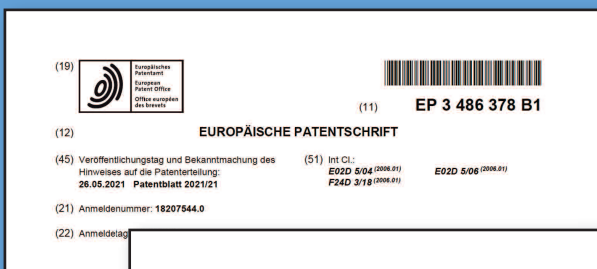 (19)
Europäisches
Patentamt
European
Patent Office
Office européen
des brevets
(11) EP 3 486 378 B1
(12) EUROPÄISCHE PATENTSCHRIFT
(45) Veröffentlichungstag und Bekanntmachung des
Hinweises auf die Patenterteilung:
26.05.2021 Patentblatt 2021/21
(51) Int Cl.:
E02D 5/04 (2006.01) E02D 5/06 (2006.01)
F24D 3/18 (2006.01)
(21) Anmeldenummer: 18207544.0
(22) Anmeldetag